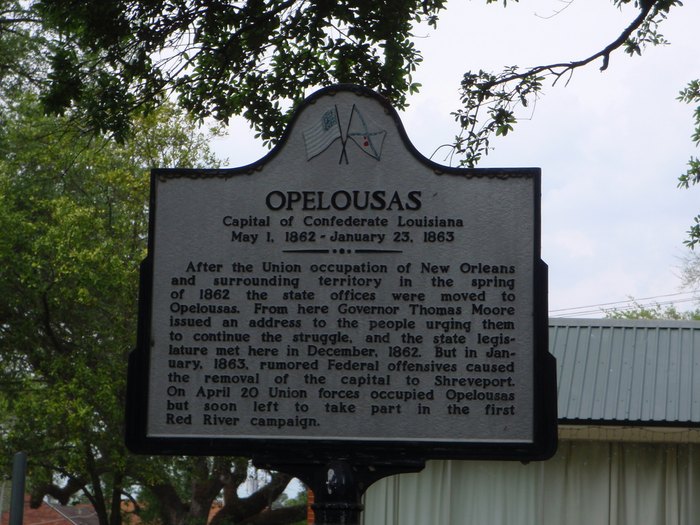 OPELOUSAS
Capital of Confederate Louisiana
May 1, 1862 - January 23, 1863
After the Union occupation of New Orleans
and surrounding territory in the spring
of 1862 the state offices were moved to
Opelousas. From here Governor Thomas Moore
issued an address to the people urging them
to continue the struggle, and the state legis-
lature met here in December, 1862. But in Jan-
uary, 1863, rumored Federal offensives caused
the removal of the capital to Shreveport.
On April 20 Union forces occupied Opelousas
but soon left to take part in the first
Red River campaign.